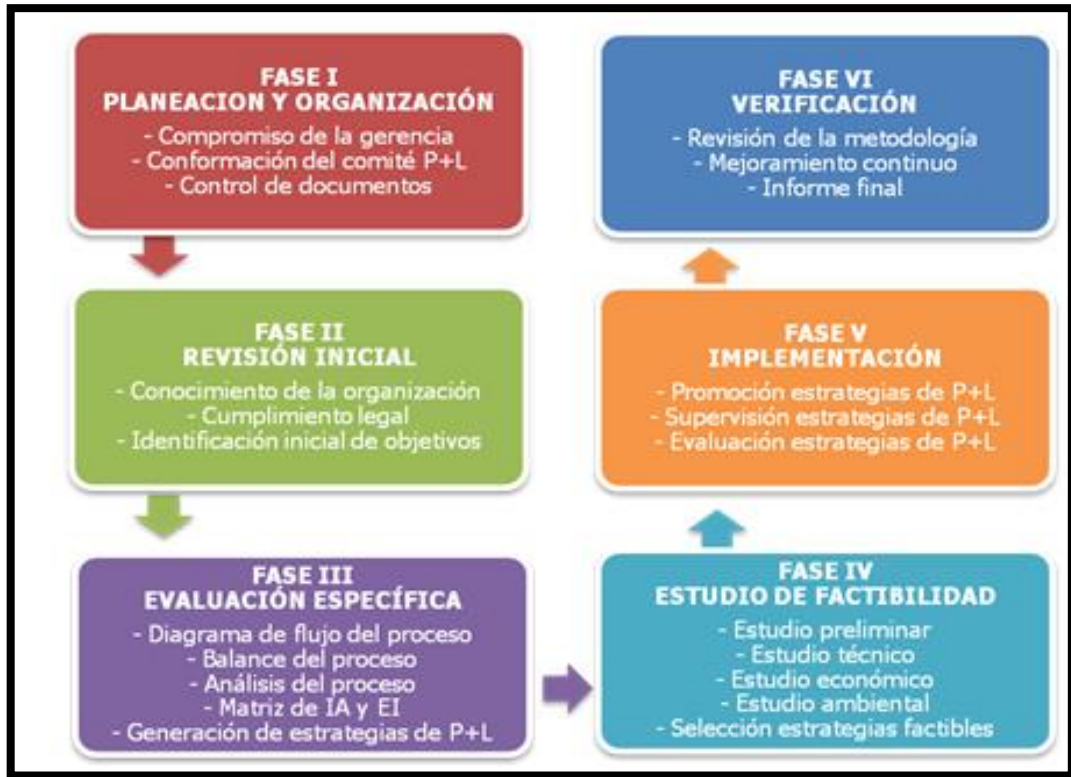 FASE I
PLANEACION Y ORGANIZACIÓN
- Compromiso de la gerencia
- Conformación del comité P+L
- Control de documentos
FASE II
REVISIÓN INICIAL
- Conocimiento de la organización
- Cumplimiento legal
- Identificación inicial de objetivos
FASE III
EVALUACIÓN ESPECÍFICA
- Diagrama de flujo del proceso
- Balance del proceso
- Análisis del proceso
- Matriz de IA y EI
- Generación de estrategias de P+L
FASE IV
ESTUDIO DE FACTIBILIDAD
- Estudio preliminar
- Estudio técnico
- Estudio económico
- Estudio ambiental
- Selección estrategias factibles
FASE V
IMPLEMENTACIÓN
- Promoción estrategias de P+L
- Supervisión estrategias de P+L
- Evaluación estrategias de P+L
FASE VI
VERIFICACIÓN
- Revisión de la metodología
- Mejoramiento continuo
- Informe final